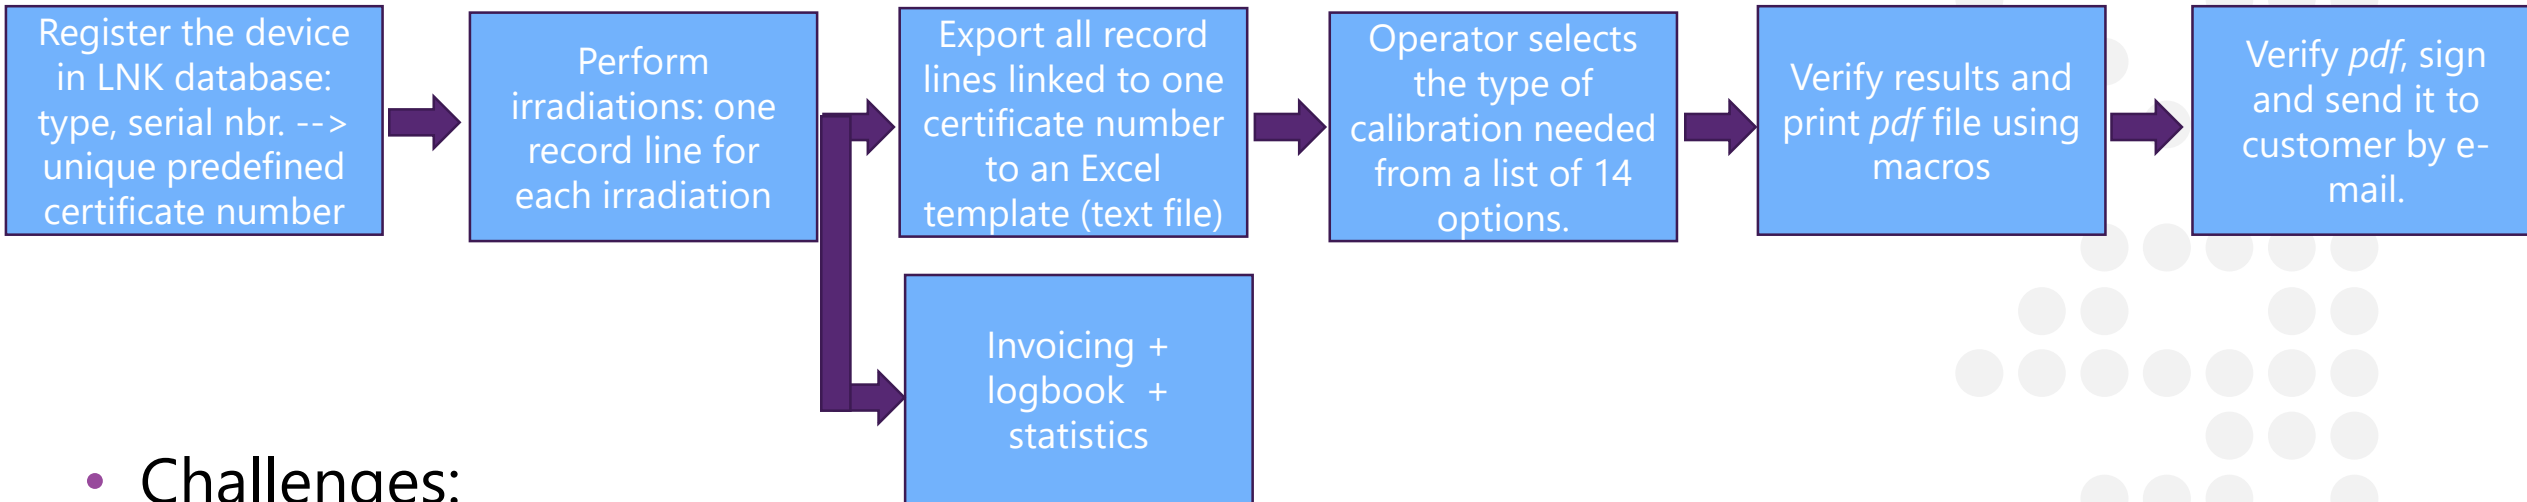 Register the device
in LNK database:
type, serial nbr. -->
unique predefined
certificate number
Perform
irradiations: one
record line for
each irradiation
Export all record
lines linked to one
certificate number
to an Excel
template (text file)
Operator selects
the type of
calibration needed
from a list of 14
options.
Verify results and
print pdf file using
macros
Verify pdf, sign
and send it to
customer by e-
mail.
Invoicing +
logbook +
statistics
• Challenges: